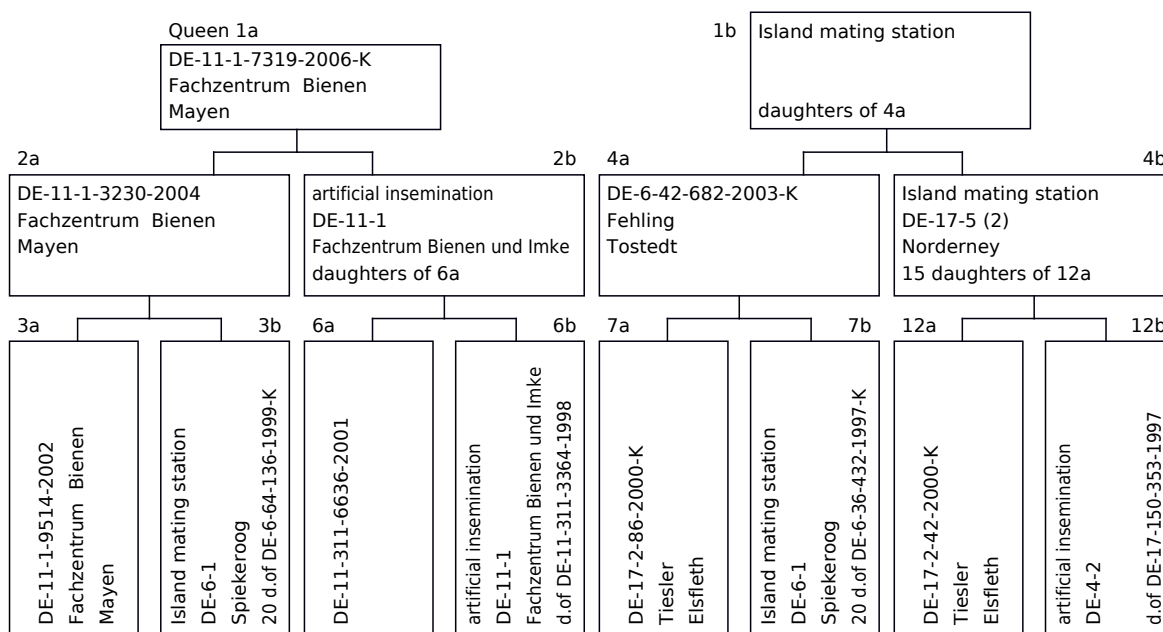 Queen 1a
DE-11-1-7319-2006-K
Fachzentrum Bienen
Mayen
1b
Island mating station
daughters of 4a
2a
DE-11-1-3230-2004
Fachzentrum Bienen
Mayen
2b
artificial insemination
DE-11-1
Fachzentrum Bienen und Imke
daughters of 6a
4a
DE-6-42-682-2003-K
Fehling
Tostedt
4b
Island mating station
DE-17-5 (2)
Norderney
15 daughters of 12a
3a
DE-11-1-9514-2002
Fachzentrum Bienen
Mayen
3b
Island mating station
DE-6-1
Spiekeroog
20 d.of DE-6-64-136-1999-K
6a
DE-11-311-6636-2001
6b
artificial insemination
DE-11-1
Fachzentrum Bienen und Imke
d.of DE-11-311-3364-1998
7a
DE-17-2-86-2000-K
Tiesler
Elsfleth
7b
Island mating station
DE-6-1
Spiekeroog
20 d.of DE-6-36-432-1997-K
12a
DE-17-2-42-2000-K
Tiesler
Elsfleth
12b
artificial insemination
DE-4-2
d.of DE-17-150-353-1997